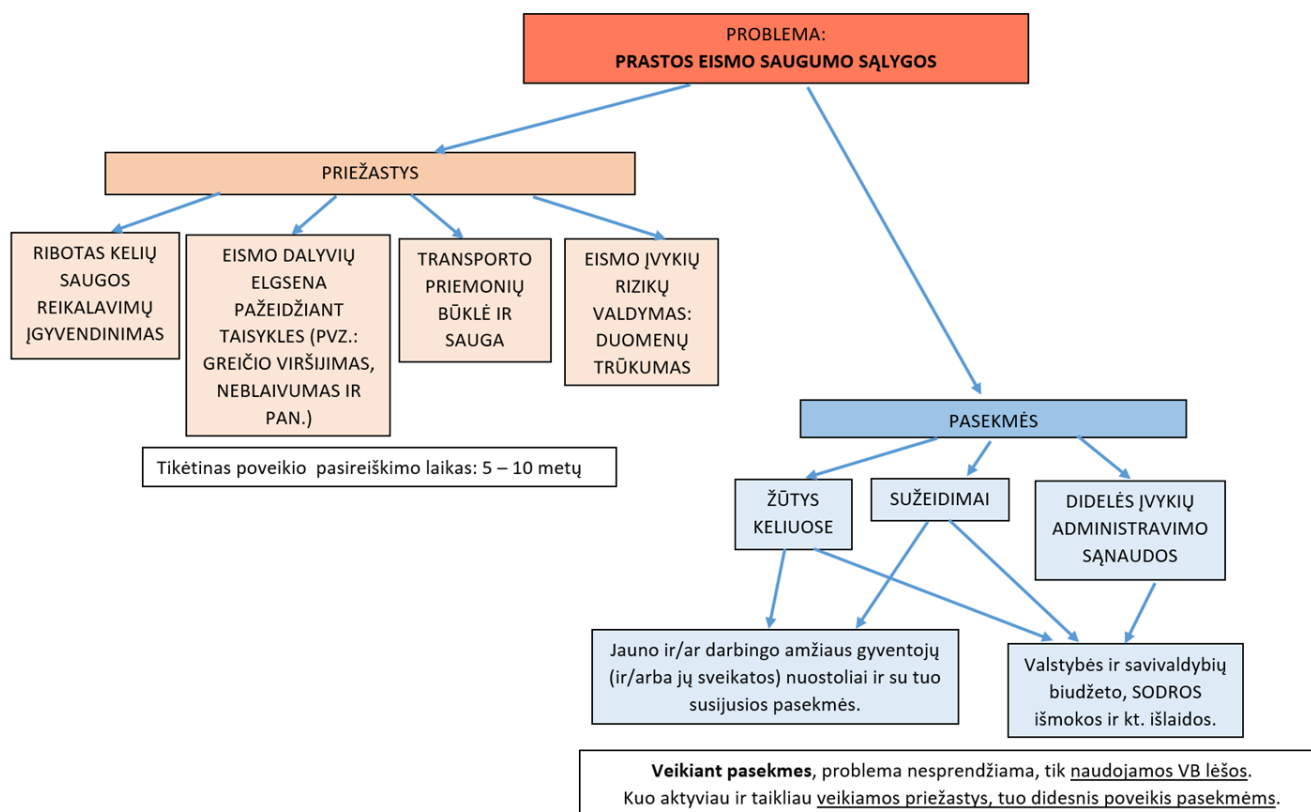 PROBLEMA:
PRASTOS EISMO SAUGUMO SĄLYGOS
PRIEŽASTYS
RIBOTAS KELIŲ
SAUGOS
REIKALAVIMŲ
ĮGYVENDINIMAS
EISMO DALYVIŲ
ELGSENA
PAŽEIDŽIANT
TAISYKLES (PVZ.:
GREIČIO VIRŠIJIMAS,
NEBLAIVUMAS IR
PAN.)
TRANSPORTO
PRIEMONIŲ
BŪKLĖ IR
SAUGA
EISMO ĮVYKIŲ
RIZIKŲ
VALDYMAS:
DUOMENŲ
TRŪKUMAS
Tikėtinas poveikio pasireiškimo laikas: 5 – 10 metų
PASEKMĖS
ŽŪTYS
KELIUOSE
SUŽEIDIMAI
DIDELĖS ĮVYKIŲ
ADMINISTRAVIMO
SĄNAUDOS
Jauno ir/ar darbingo amžiaus gyventojų
(ir/arba jų sveikatos) nuostoliai ir su tuo
susijusios pasekmės.
Valstybės ir savivaldybių
biudžeto, SODROS
išmokos ir kt. išlaidos.
Veikiant pasekmes, problema nesprendžiama, tik naudojamos VB lėšos.
Kuo aktyviau ir taikliau veikiamos priežastys, tuo didesnis poveikis pasekmėms.